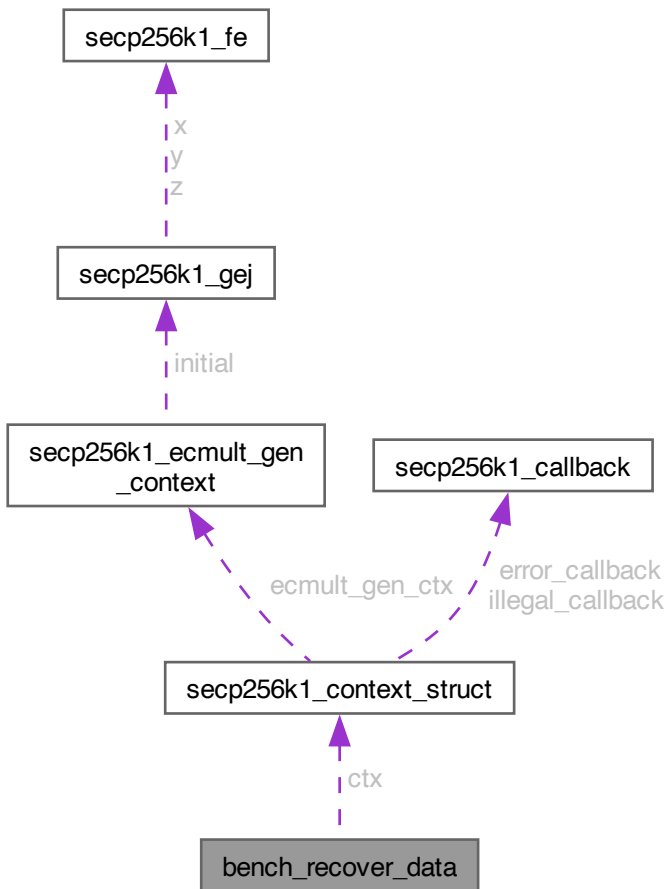 secp256k1_fe
x
y
z
secp256k1_gej
initial
secp256k1_ecmult_gen
_context
secp256k1_callback
ecmult_gen_ctx
error_callback
illegal_callback
secp256k1_context_struct
ctx
bench_recover_data